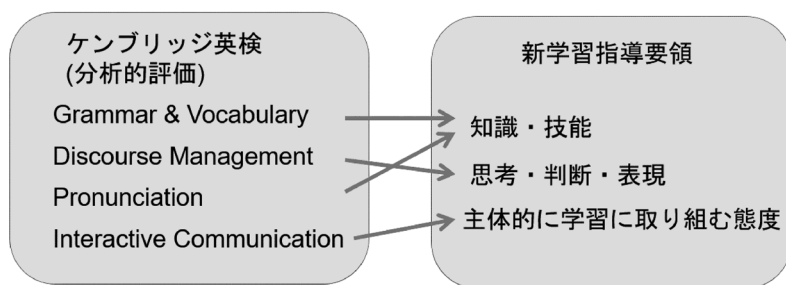 ケンブリッジ英検
(分析的評価)
Grammar & Vocabulary
Discourse Management
Pronunciation
Interactive Communication
新学習指導要領
知識・技能
思考・判断・表現
主体的に学習に取り組む態度